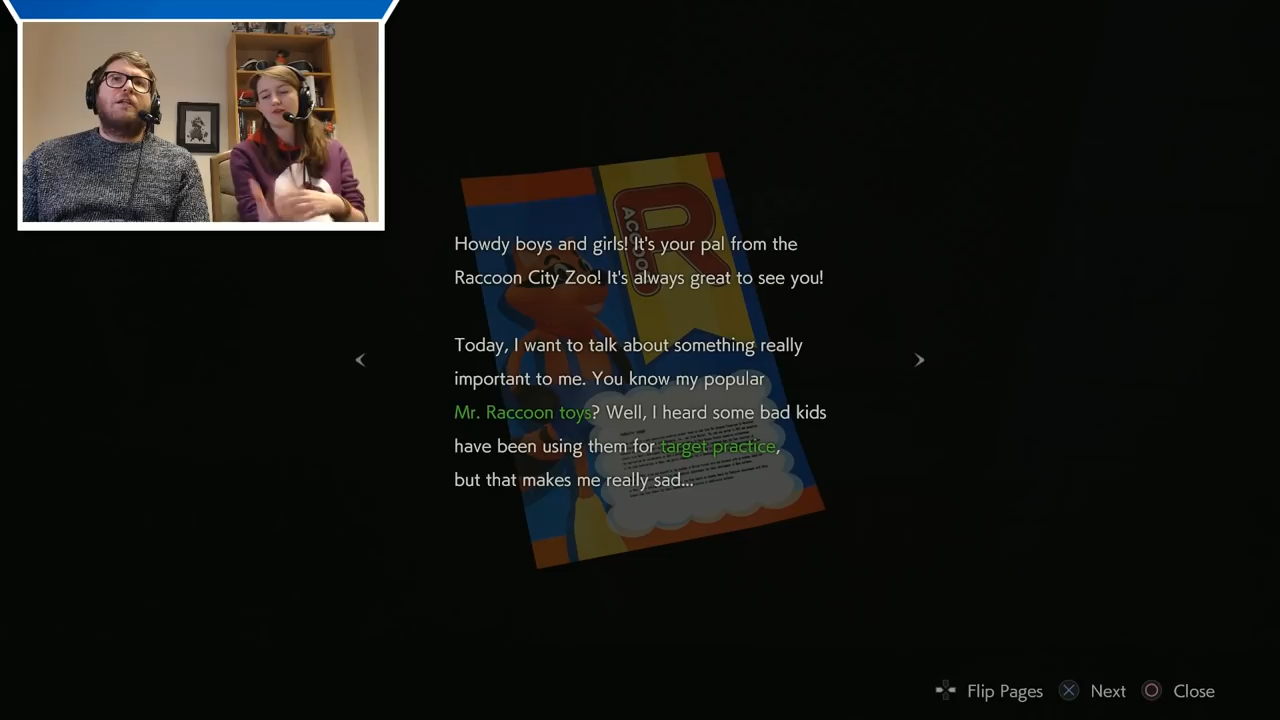 R
ACCOON
Howdy boys and girls! It's your pal from the
Raccoon City Zoo! It's always great to see you!
Today, I want to talk about something really
important to me. You know my popular
Mr. Raccoon toys? Well, I heard some bad kids
have been using them for target practice,
but that makes me really sad...
Flip Pages
Next
Close